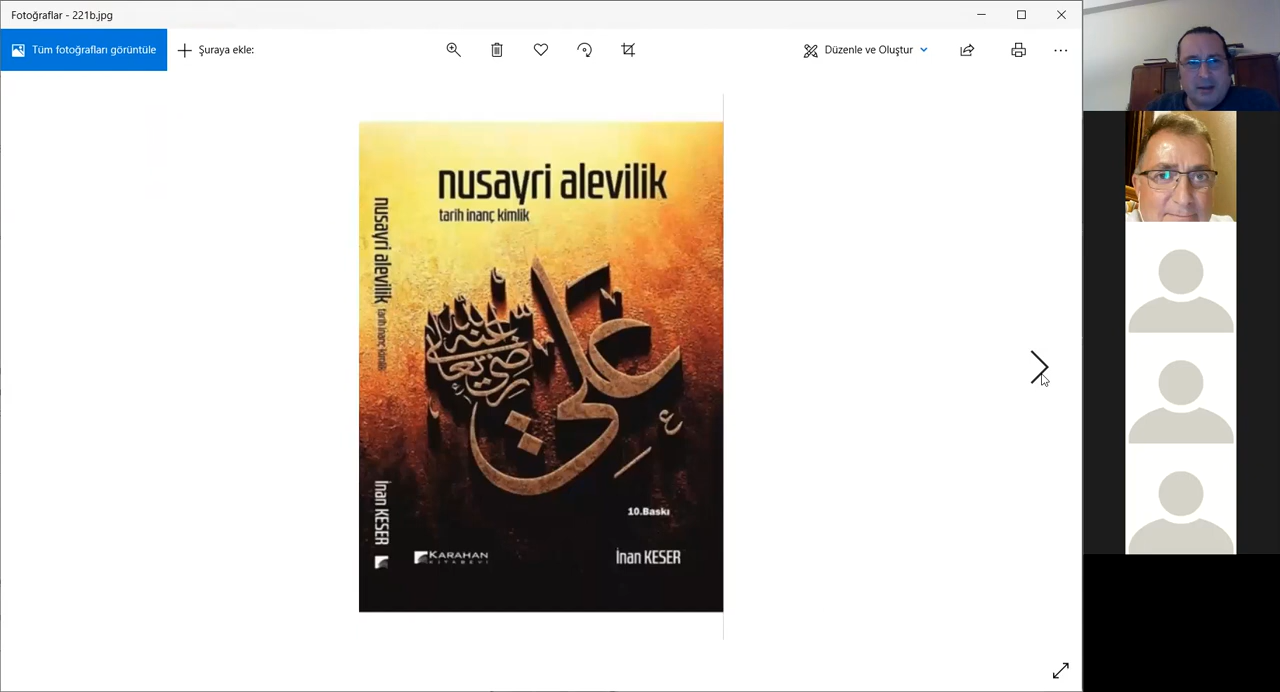 Fotoğraflar - 221b.jpg
Tüm fotoğrafları görüntüle
Şuraya ekle:
Düzenle ve Oluştur
nusayri alevilik
tarih inanç kimlik
nusayri alevilik tarih inanç kimlik
علي
رضي الله تعالى عنه
ع
10.Baskı
İnan KESER
KARAHAN
KİTABEVİ
İnan KESER